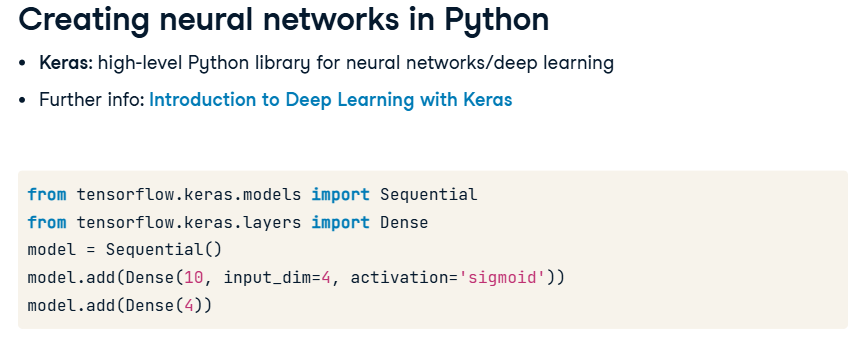 Creating neural networks in Python
• Keras: high-level Python library for neural networks/deep learning
• Further info: Introduction to Deep Learning with Keras
from tensorflow.keras.models import Sequential
from tensorflow.keras.layers import Dense
model = Sequential()
model.add(Dense(10, input_dim=4, activation='sigmoid'))
model.add(Dense(4))